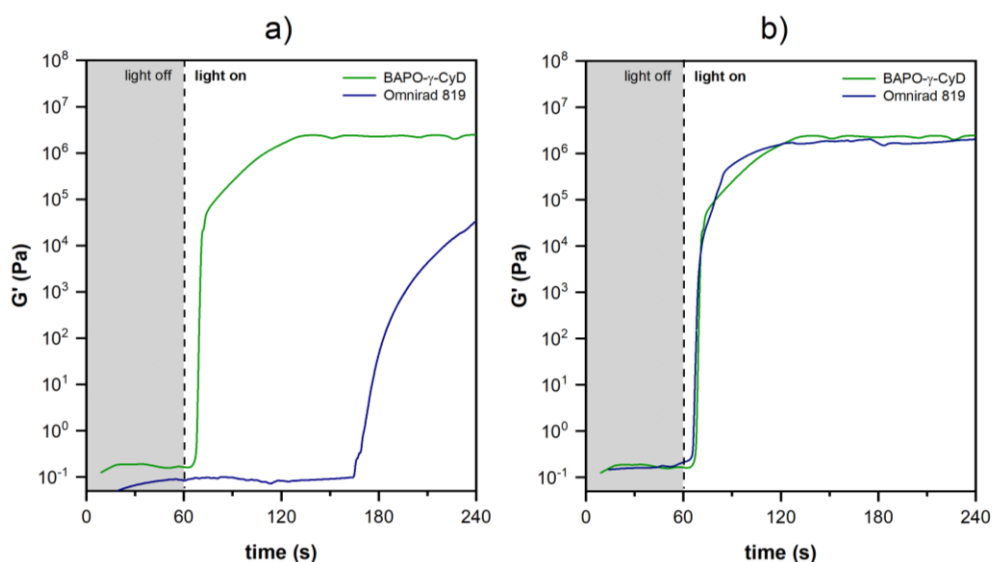 a)
light off light on
BAPO-γ-CyD
Omnirad 819
10⁸
10⁷
10⁶
10⁵
10⁴
10³
10²
10¹
10⁰
10⁻¹
G' (Pa)
0 60 120 180 240
time (s)
b)
light off light on
BAPO-γ-CyD
Omnirad 819
10⁸
10⁷
10⁶
10⁵
10⁴
10³
10²
10¹
10⁰
10⁻¹
G' (Pa)
0 60 120 180 240
time (s)